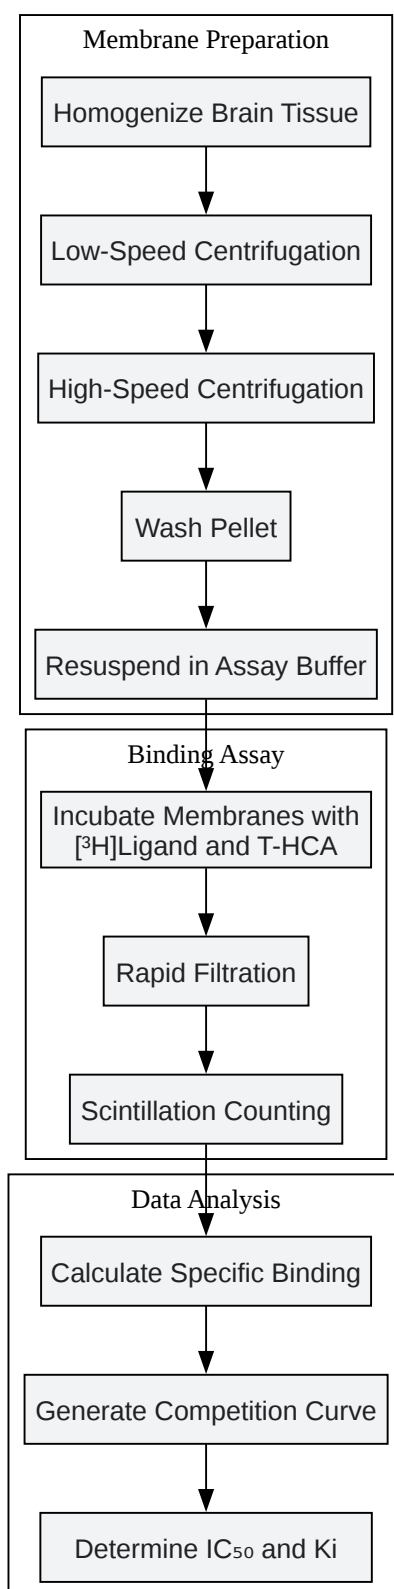 Membrane Preparation
Homogenize Brain Tissue
Low-Speed Centrifugation
High-Speed Centrifugation
Wash Pellet
Resuspend in Assay Buffer
Binding Assay
Incubate Membranes with
[³H]Ligand and T-HCA
Rapid Filtration
Scintillation Counting
Data Analysis
Calculate Specific Binding
Generate Competition Curve
Determine IC₅₀ and Ki